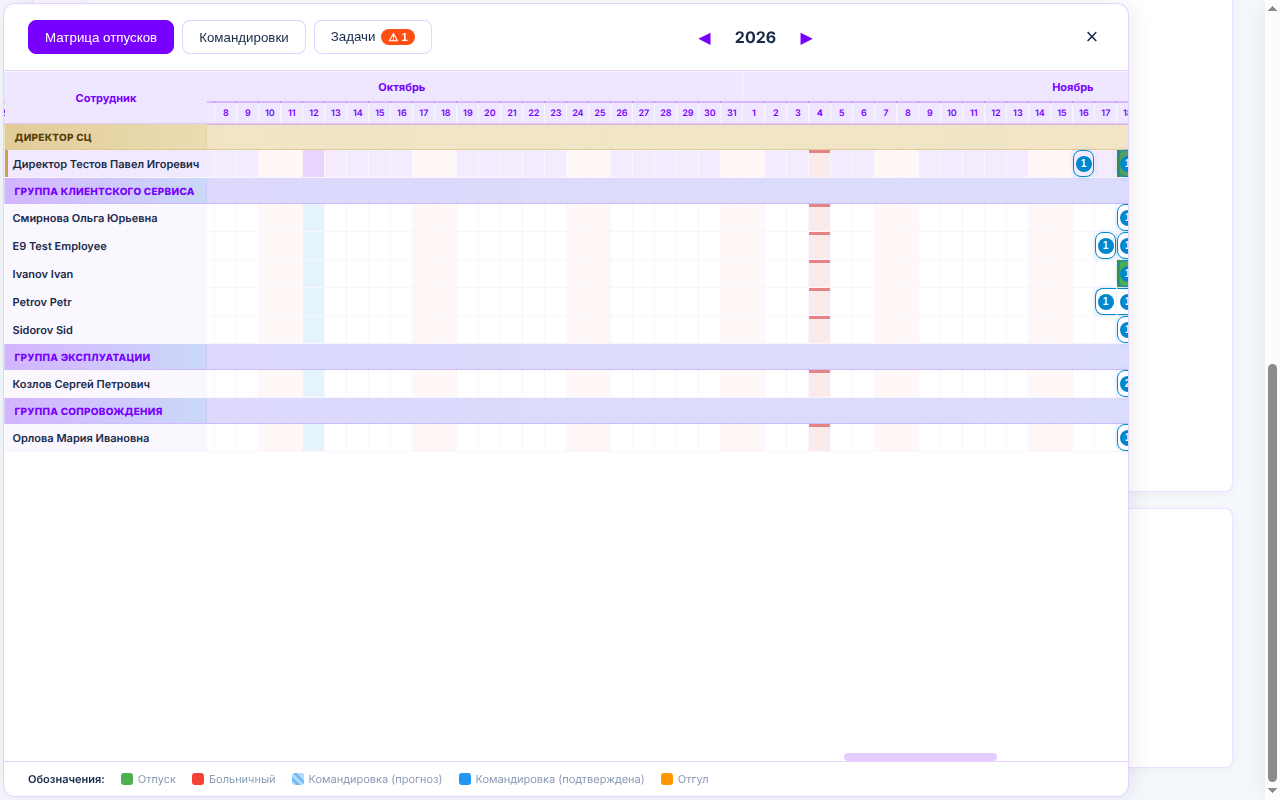 Матрица отпусков Командировки Задачи ⚠ 1 ◀ 2026 ▶ ×
Сотрудник Октябрь Ноябрь
8 9 10 11 12 13 14 15 16 17 18 19 20 21 22 23 24 25 26 27 28 29 30 31 1 2 3 4 5 6 7 8 9 10 11 12 13 14 15 16 17
ДИРЕКТОР СЦ
Директор Тестов Павел Игоревич 1
ГРУППА КЛИЕНТСКОГО СЕРВИСА
Смирнова Ольга Юрьевна
E9 Test Employee 1
Ivanov Ivan
Petrov Petr 1
Sidorov Sid
ГРУППА ЭКСПЛУАТАЦИИ
Козлов Сергей Петрович
ГРУППА СОПРОВОЖДЕНИЯ
Орлова Мария Ивановна
Обозначения: Отпуск Больничный Командировка (прогноз) Командировка (подтверждена) Отгул